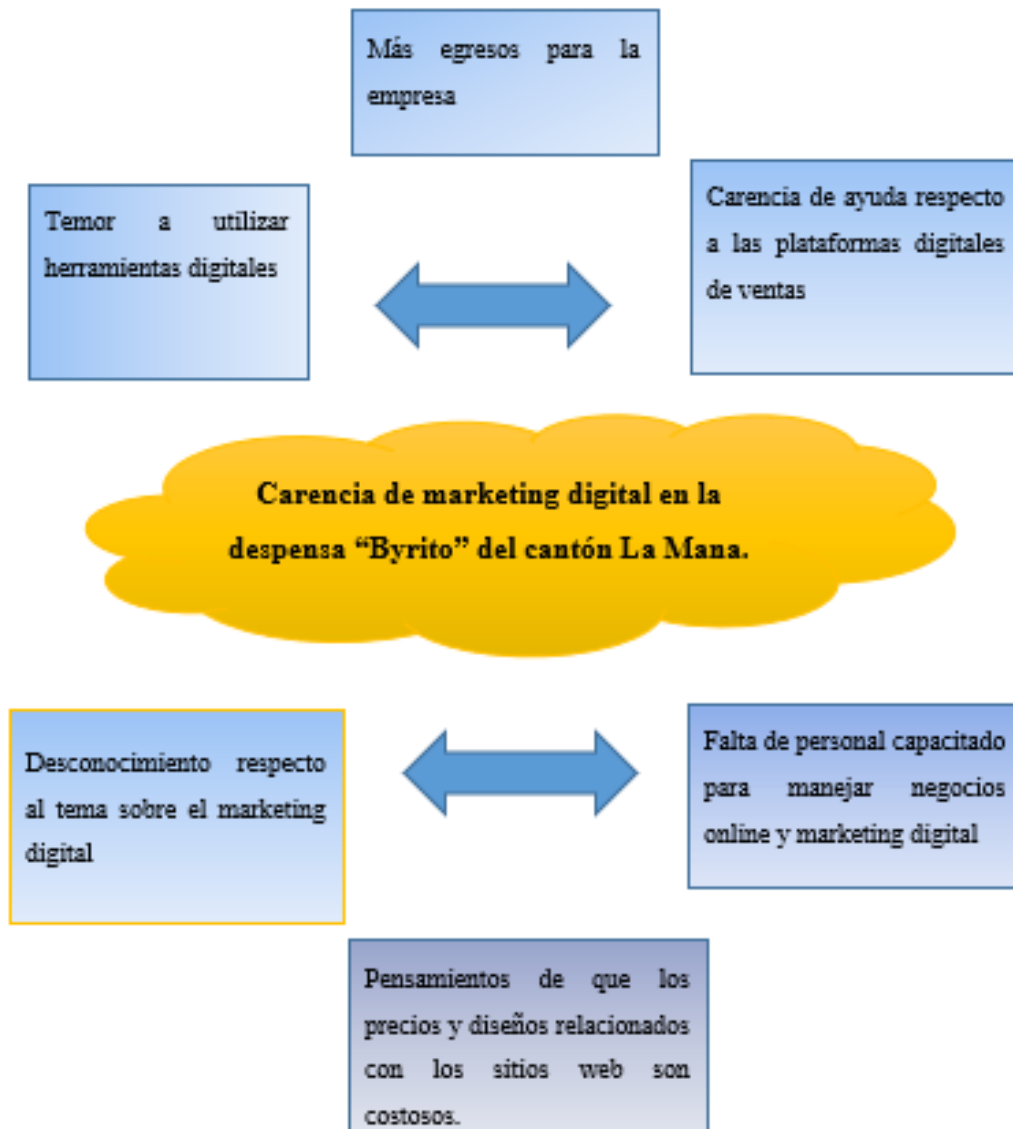 Más egresos para la
empresa
Temor a utilizar
herramientas digitales
Carencia de ayuda respecto
a las plataformas digitales
de ventas
Carencia de marketing digital en la
despensa “Byrito” del cantón La Mana.
Desconocimiento respecto
al tema sobre el marketing
digital
Falta de personal capacitado
para manejar negocios
online y marketing digital
Pensamientos de que los
precios y diseños relacionados
con los sitios web son
costosos.